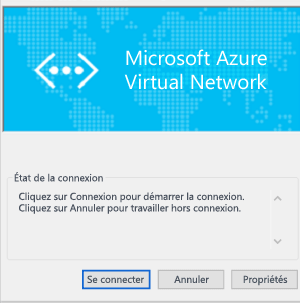 Microsoft Azure
Virtual Network
État de la connexion
Cliquez sur Connexion pour démarrer la connexion.
Cliquez sur Annuler pour travailler hors connexion.
Se connecter
Annuler
Propriétés